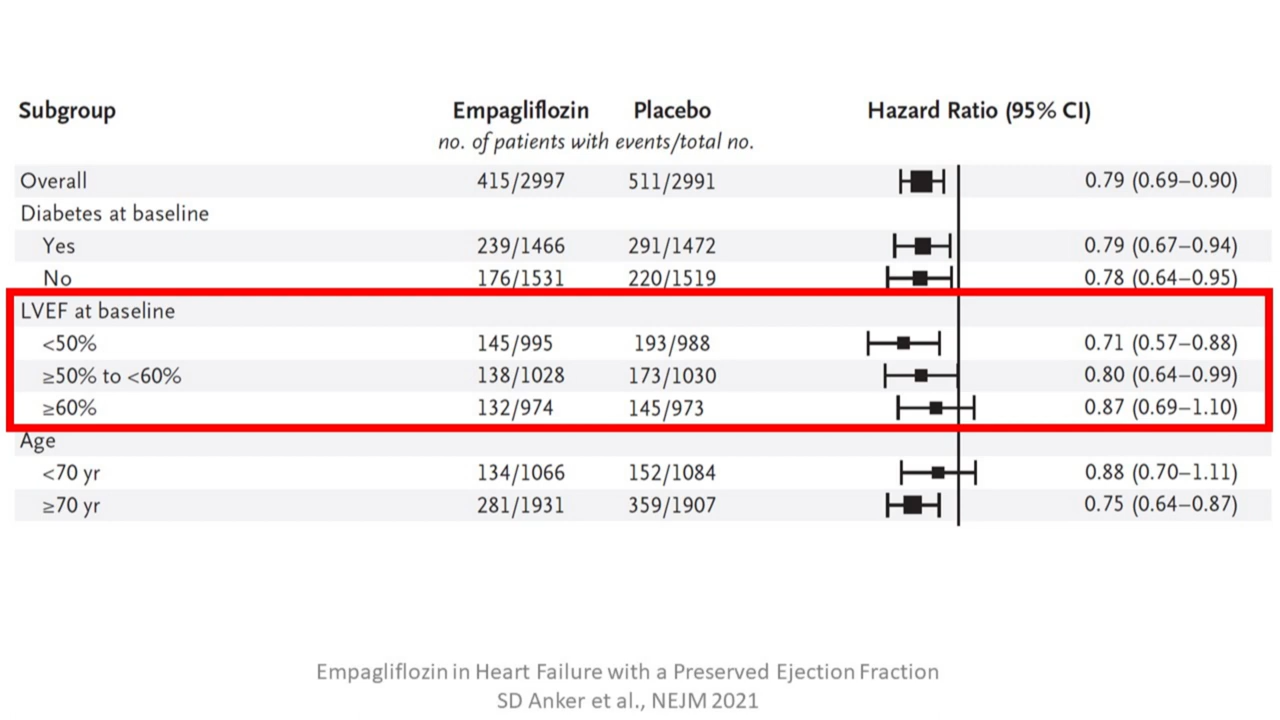 Subgroup Empagliflozin Placebo Hazard Ratio (95% CI)
no. of patients with events/total no.
Overall 415/2997 511/2991 0.79 (0.69–0.90)
Diabetes at baseline
Yes 239/1466 291/1472 0.79 (0.67–0.94)
No 176/1531 220/1519 0.78 (0.64–0.95)
LVEF at baseline
<50% 145/995 193/988 0.71 (0.57–0.88)
≥50% to <60% 138/1028 173/1030 0.80 (0.64–0.99)
≥60% 132/974 145/973 0.87 (0.69–1.10)
Age
<70 yr 134/1066 152/1084 0.88 (0.70–1.11)
≥70 yr 281/1931 359/1907 0.75 (0.64–0.87)
Empagliflozin in Heart Failure with a Preserved Ejection Fraction
SD Anker et al., NEJM 2021